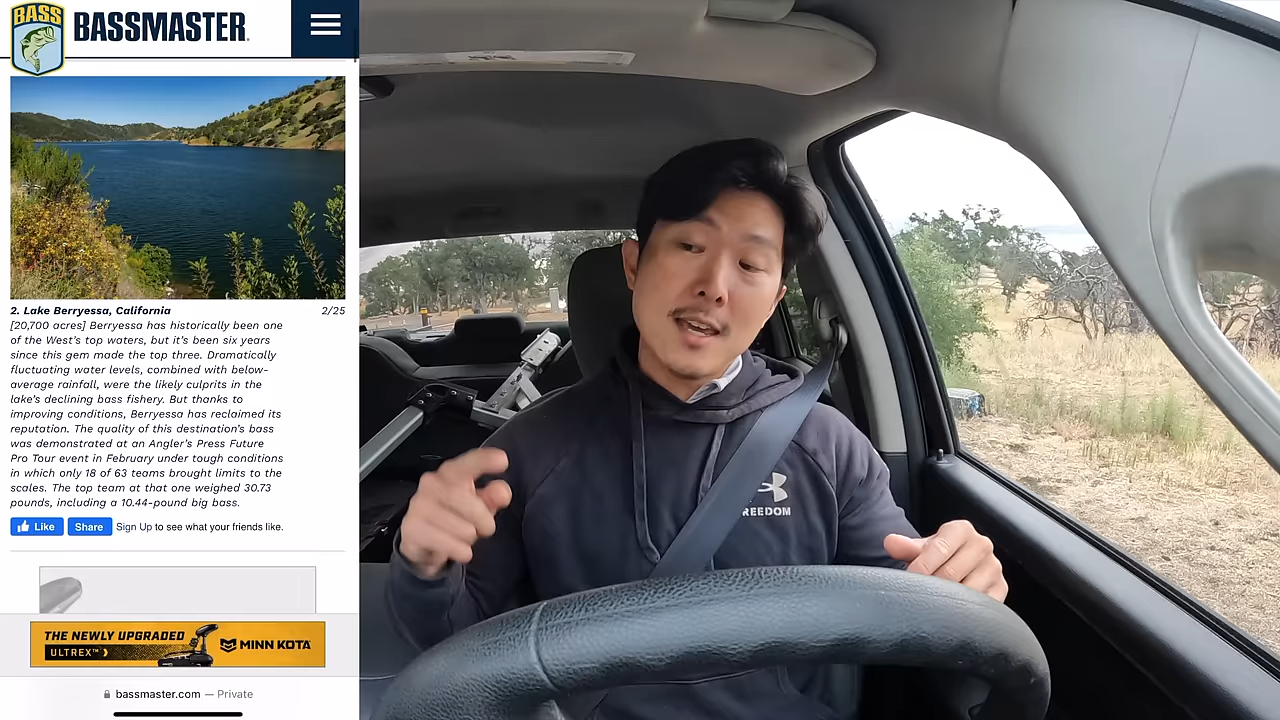 BASS
BASSMASTER
2. Lake Berryessa, California
2/25
[20,700 acres] Berryessa has historically been one
of the West's top waters, but it's been six years
since this gem made the top three. Dramatically
fluctuating water levels, combined with below-
average rainfall, were the likely culprits in the
lake's declining bass fishery. But thanks to
improving conditions, Berryessa has reclaimed its
reputation. The quality of this destination's bass
was demonstrated at an Angler's Press Future
Pro Tour event in February under tough conditions
in which only 18 of 63 teams brought limits to the
scales. The top team at that one weighed 30.73
pounds, including a 10.44-pound big bass.
Like
Share
Sign Up to see what your friends like.
THE NEWLY UPGRADED
ULTREX™
MINN KOTA
bassmaster.com — Private
REEDOM